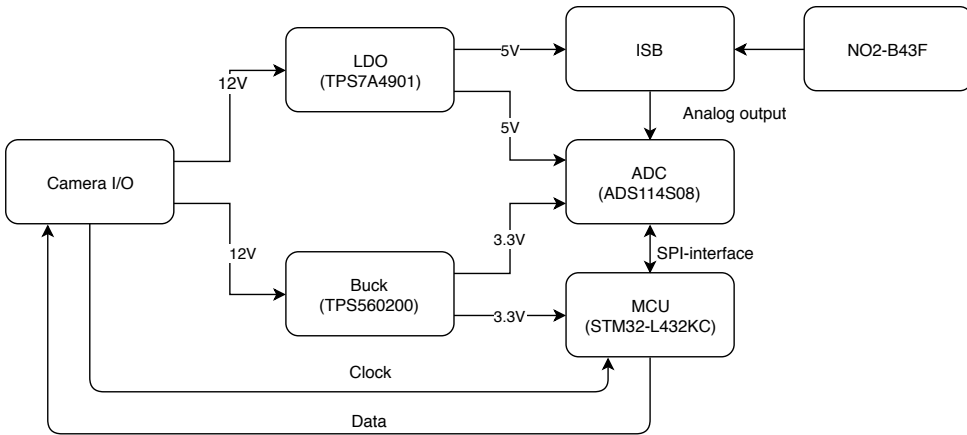 LDO
(TPS7A4901)
5V
ISB
NO2-B43F
12V
5V
Analog output
Camera I/O
ADC
(ADS114S08)
12V
3.3V
SPI-interface
Buck
(TPS560200)
3.3V
MCU
(STM32-L432KC)
Clock
Data